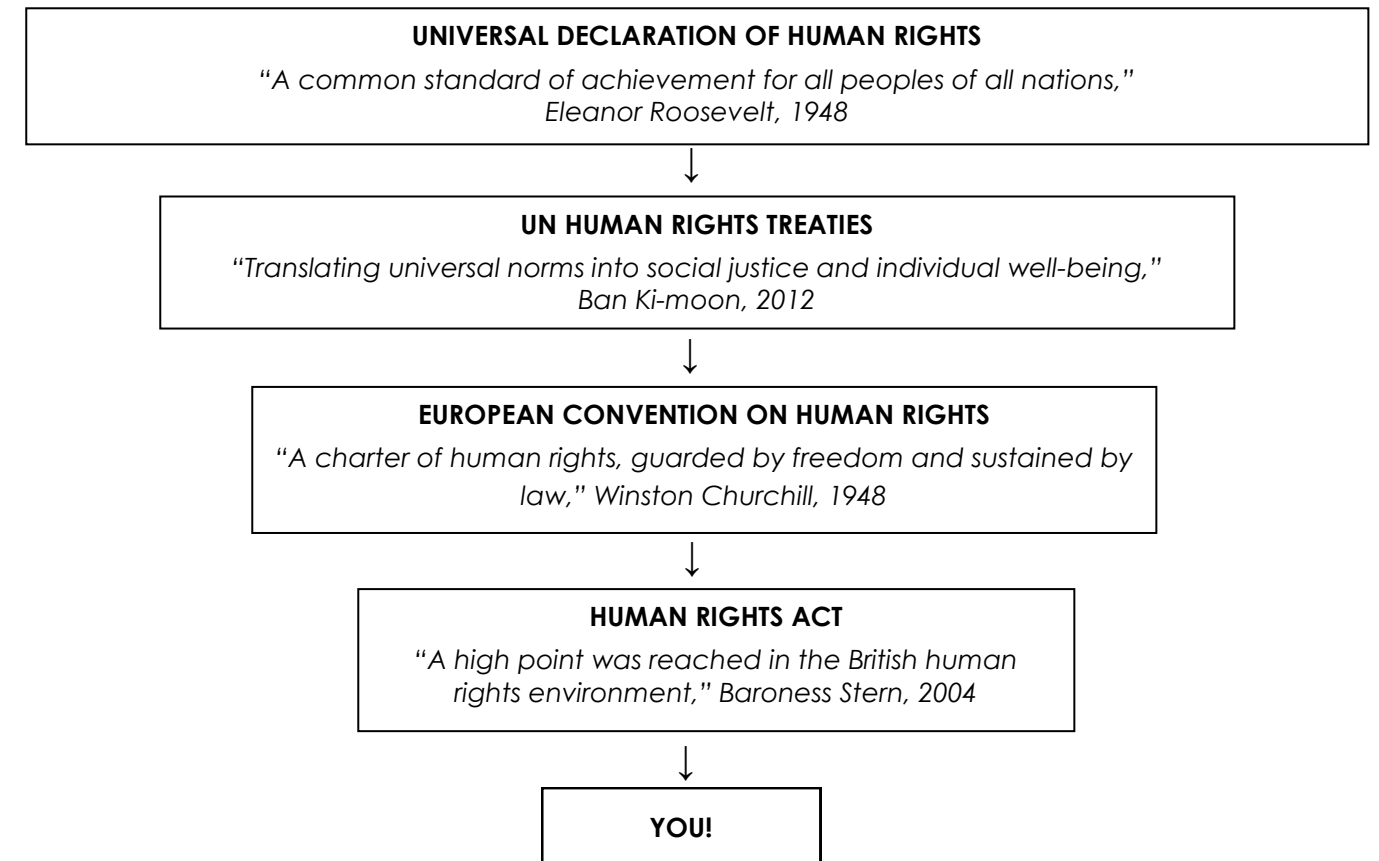 UNIVERSAL DECLARATION OF HUMAN RIGHTS
“A common standard of achievement for all peoples of all nations,”
Eleanor Roosevelt, 1948
↓
UN HUMAN RIGHTS TREATIES
“Translating universal norms into social justice and individual well-being,”
Ban Ki-moon, 2012
↓
EUROPEAN CONVENTION ON HUMAN RIGHTS
“A charter of human rights, guarded by freedom and sustained by
law,” Winston Churchill, 1948
↓
HUMAN RIGHTS ACT
“A high point was reached in the British human
rights environment,” Baroness Stern, 2004
↓
YOU!